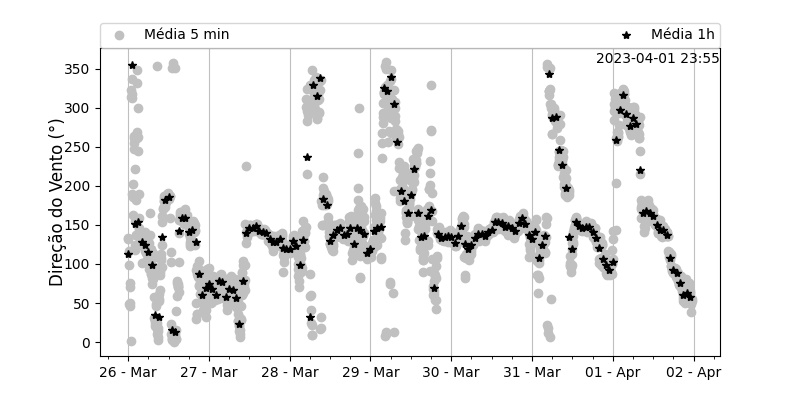 Média 5 min
Média 1h
2023-04-01 23:55
Direção do Vento (°)
350
300
250
200
150
100
50
0
26 - Mar
27 - Mar
28 - Mar
29 - Mar
30 - Mar
31 - Mar
01 - Apr
02 - Apr